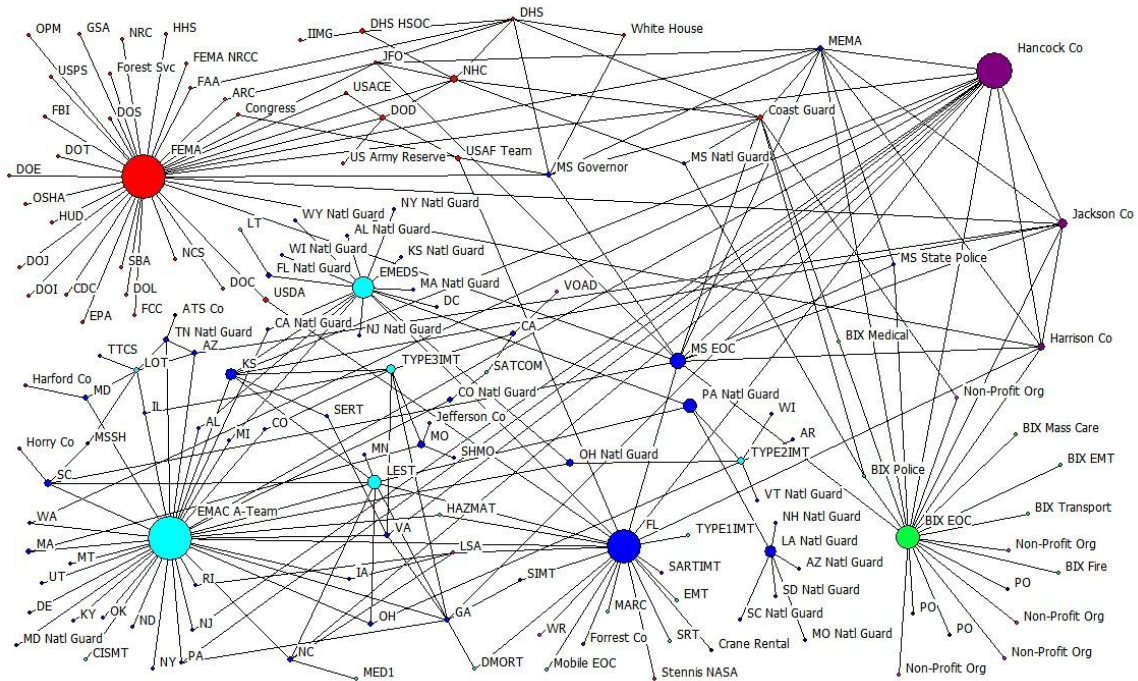 OPM
GSA
NRC
HHS
IIMG
DHS HSOC
DHS
White House
MEMA
Hancock Co
USPS
Forest Svc
FEMA NRCC
JFO
NHC
FAA
ARC
USACE
FBI
DOS
Congress
DOD
Coast Guard
DOT
FEMA
US Army Reserve
USAF Team
MS Governor
MS Natl Guard
DOE
OSHA
HUD
LT
WY Natl Guard
NY Natl Guard
AL Natl Guard
Jackson Co
DOJ
SBA
NCS
WI Natl Guard
KS Natl Guard
FL Natl Guard
EMEDS
MS State Police
DOI
CDC
DOL
DOC
USDA
MA Natl Guard
DC
VOAD
EPA
FCC
ATS Co
CA Natl Guard
NJ Natl Guard
CA
TN Natl Guard
AZ
BIX Medical
Harrison Co
TTCS
LOT
KS
TYPE3IMT
SATCOM
MS EOC
Harford Co
MD
IL
CO Natl Guard
PA Natl Guard
Non-Profit Org
AL
CO
SERT
Jefferson Co
WI
Horry Co
MSSH
MI
MO
AR
BIX Mass Care
MN
SHMO
OH Natl Guard
TYPE2IMT
BIX EMT
SC
LEST
BIX Police
VT Natl Guard
WA
EMAC A-Team
HAZMAT
FL
TYPE1IMT
NH Natl Guard
BIX EOC
BIX Transport
MA
VA
LA Natl Guard
MT
LSA
AZ Natl Guard
Non-Profit Org
UT
RI
IA
SIMT
SARTIMT
BIX Fire
DE
KY
OK
ND
NJ
OH
GA
MARC
EMT
SD Natl Guard
PO
SC Natl Guard
PO
Non-Profit Org
MD Natl Guard
WR
Forrest Co
SRT
Crane Rental
MO Natl Guard
PO
CISMT
NY
PA
NC
MED1
DMORT
Mobile EOC
Stennis NASA
Non-Profit Org
Non-Profit Org